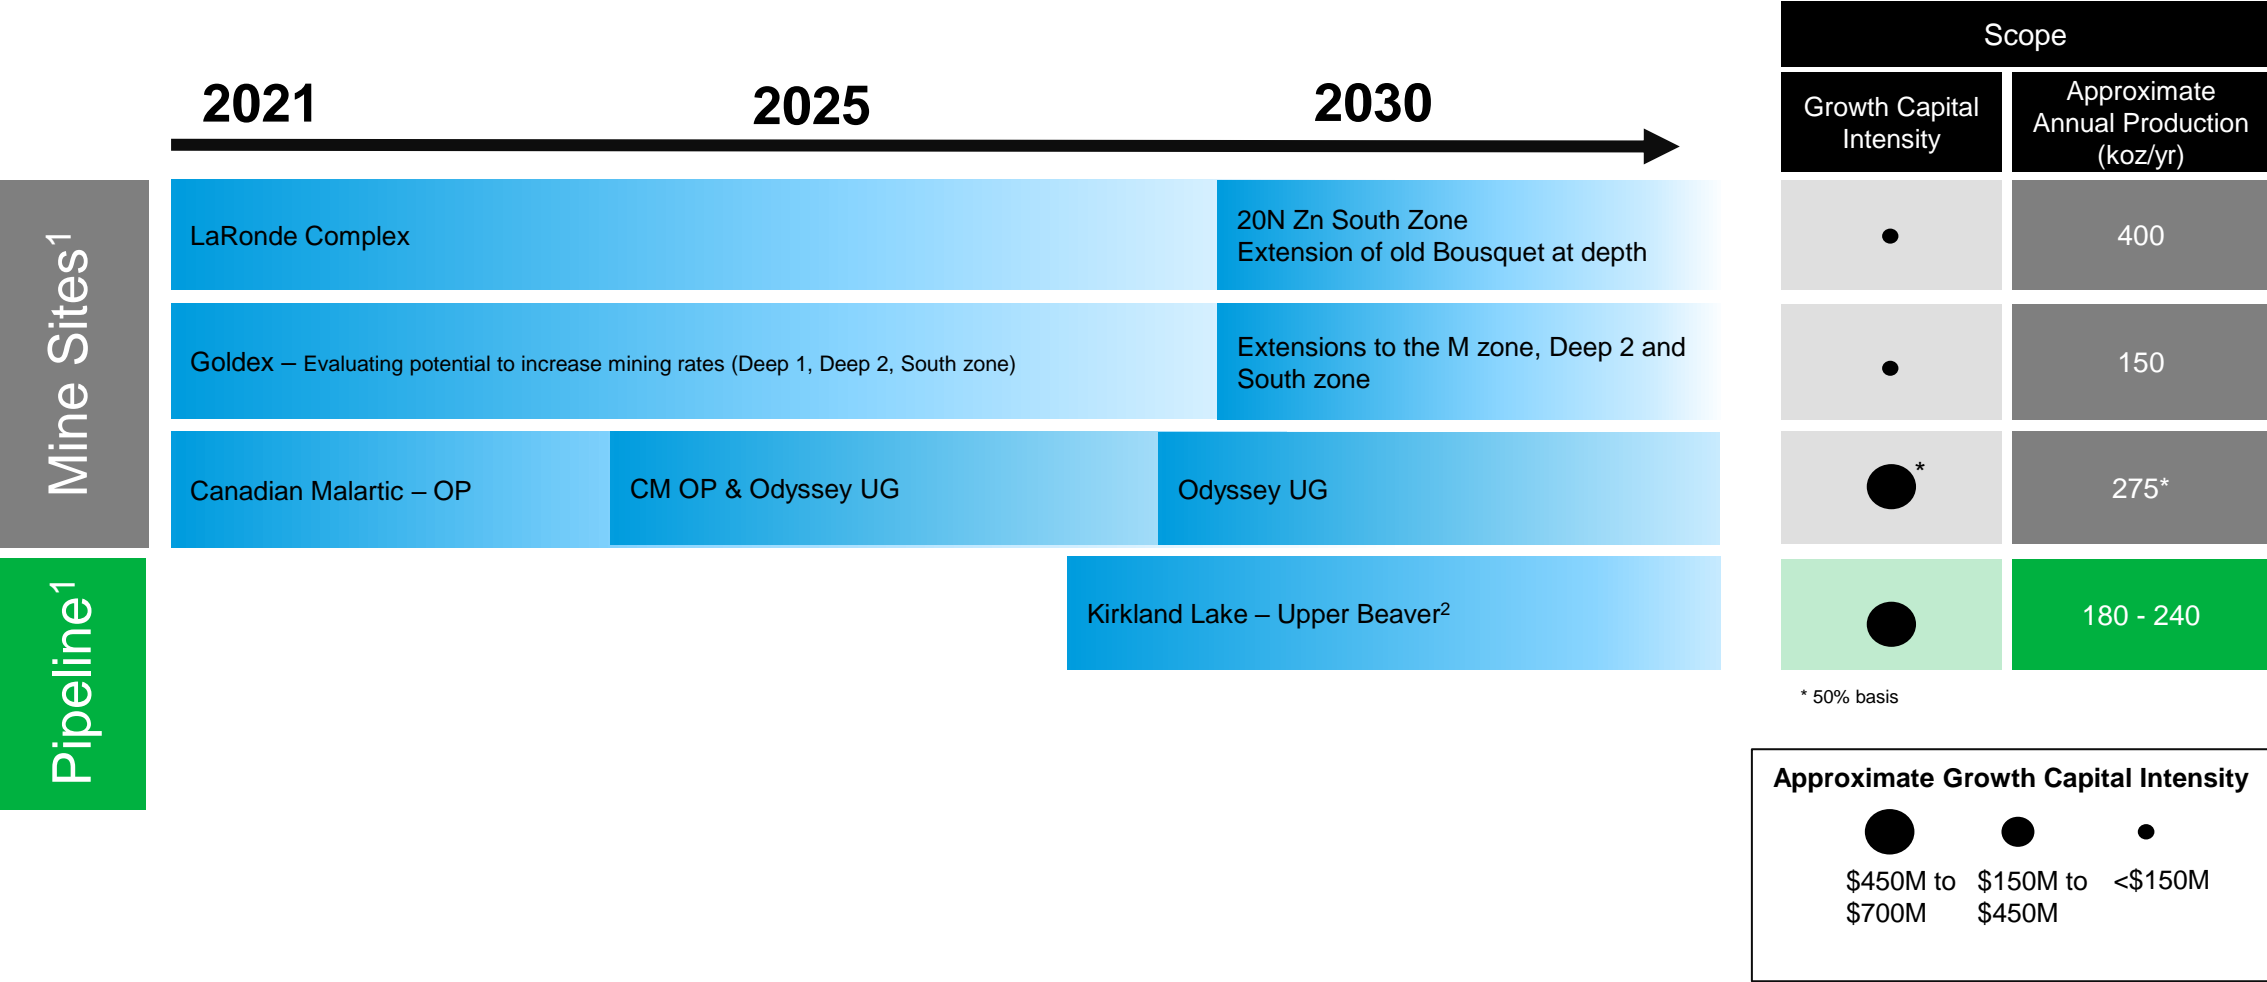 Scope
2021
2025
2030
Growth Capital
Intensity
Approximate
Annual Production
(koz/yr)
Mine Sites¹
LaRonde Complex
20N Zn South Zone
Extension of old Bousquet at depth
400
Goldex – Evaluating potential to increase mining rates (Deep 1, Deep 2, South zone)
Extensions to the M zone, Deep 2 and
South zone
150
Canadian Malartic – OP
CM OP & Odyssey UG
Odyssey UG
*
275*
Pipeline¹
Kirkland Lake – Upper Beaver²
180 - 240
* 50% basis
Approximate Growth Capital Intensity
$450M to
$700M
$150M to
$450M
<$150M